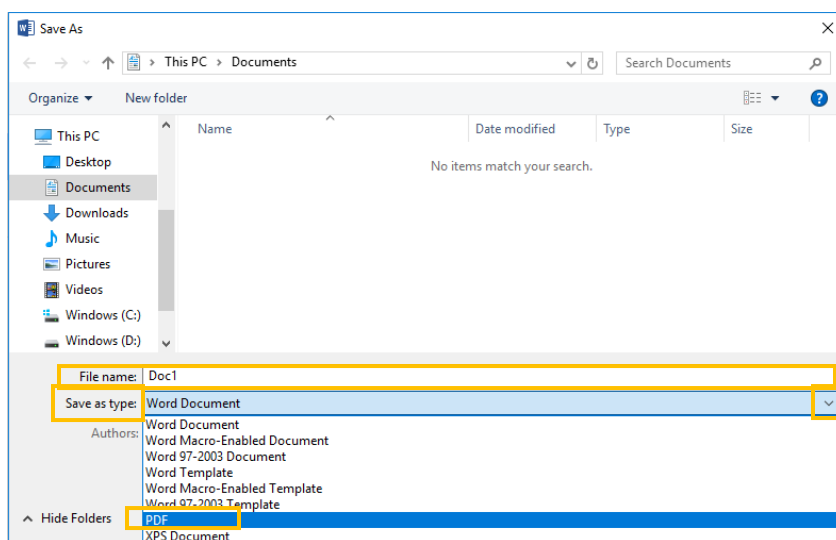 Save As
This PC > Documents
Search Documents
Organize
New folder
Name
Date modified
Type
Size
This PC
Desktop
Documents
Downloads
Music
Pictures
Videos
Windows (C:)
Windows (D:)
No items match your search.
File name: Doc1
Save as type: Word Document
Authors:
Word Document
Word Macro-Enabled Document
Word 97-2003 Document
Word Template
Word Macro-Enabled Template
Word 97-2003 Template
PDF
XPS Document
Hide Folders